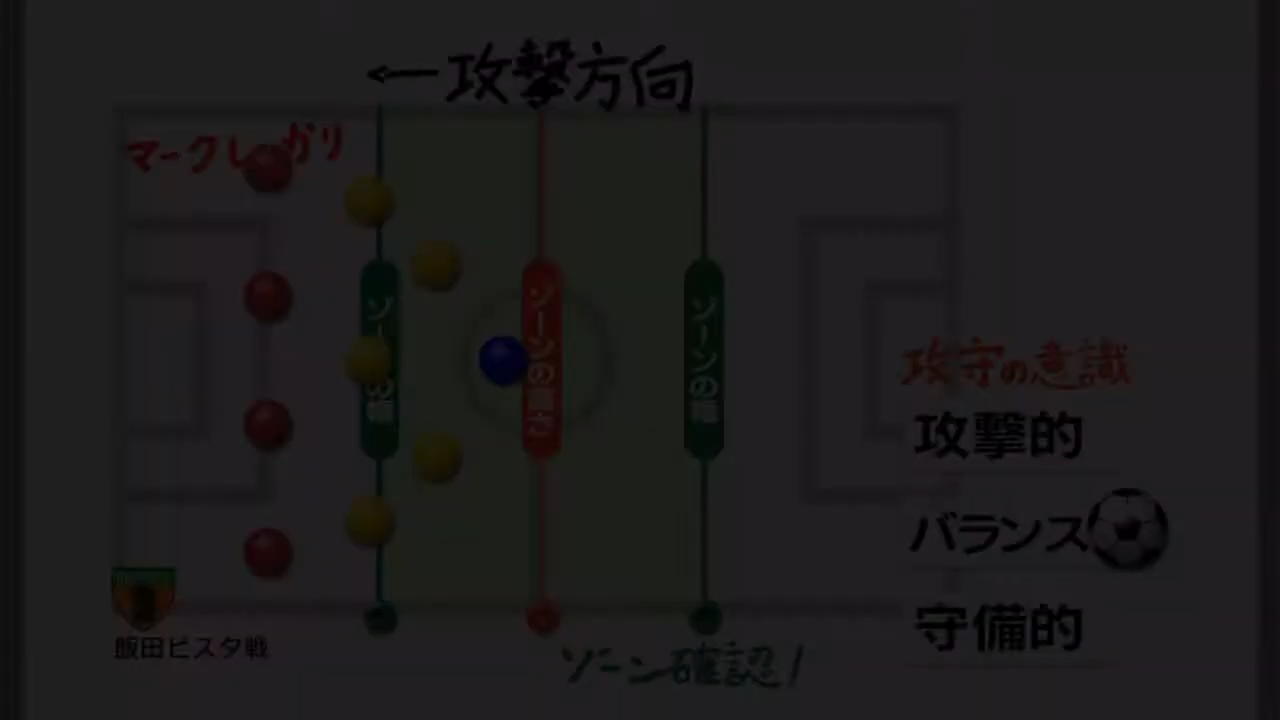 ←攻撃方向
マークしっかり
ゾーンの幅
ゾーンの高さ
ゾーンの幅
攻守の意識
攻撃的
バランス
守備的
飯田ビスタ戦
ゾーン確認!